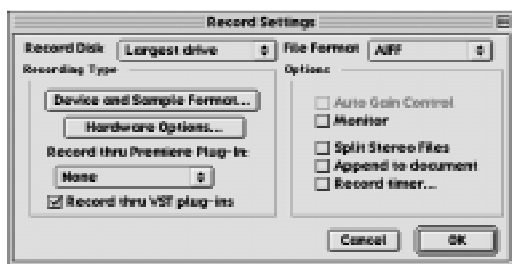 Record Settings
Record Disk Largest drive File Format AIFF
Recording Type Options
Device and Sample Format...
Hardware Options...
Record thru Premiere Plug-In:
None
Record thru VST plug-ins
Auto Gain Control
Monitor
Split Stereo Files
Append to document
Record timer...
Cancel OK